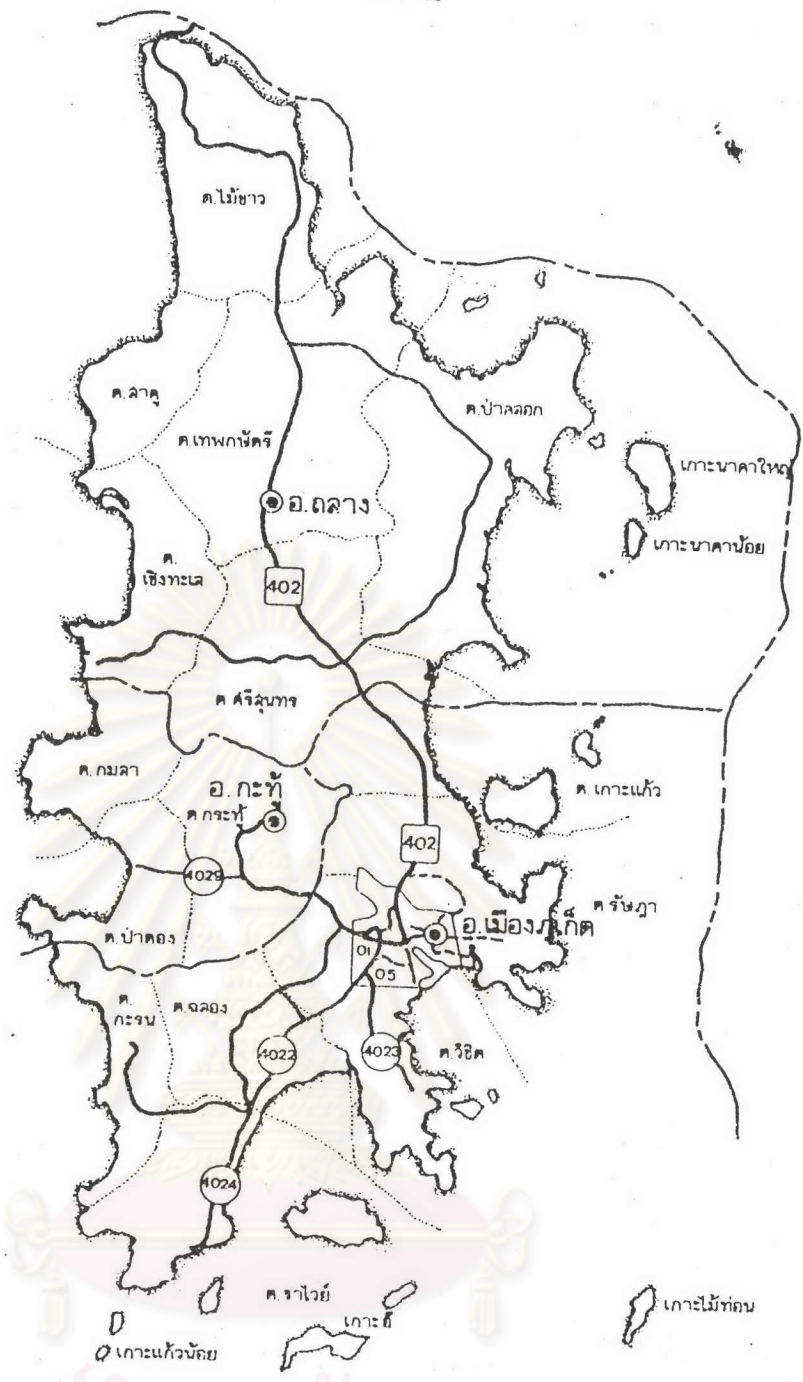 ต.ไม้ขาว
ต.สาคู
ต.ป่าคลอก
ต.เทพกษัตรี
เกาะนาคาใหญ่
อ.ถลาง
เกาะนาคาน้อย
ต.
เชิงทะเล
402
ต.ศรีสุนทร
ต.กมลา
อ.กะทู้
ต.เกาะแก้ว
ต.กระทู้
402
4029
ต.รัษฎา
อ.เมืองภูเก็ต
ต.ป่าตอง
01
05
ต.
กะรน
ต.ฉลอง
4022
4023
ต.วิชิต
4024
ต.ราไวย์
เกาะไม้ท่อน
เกาะแก้วน้อย